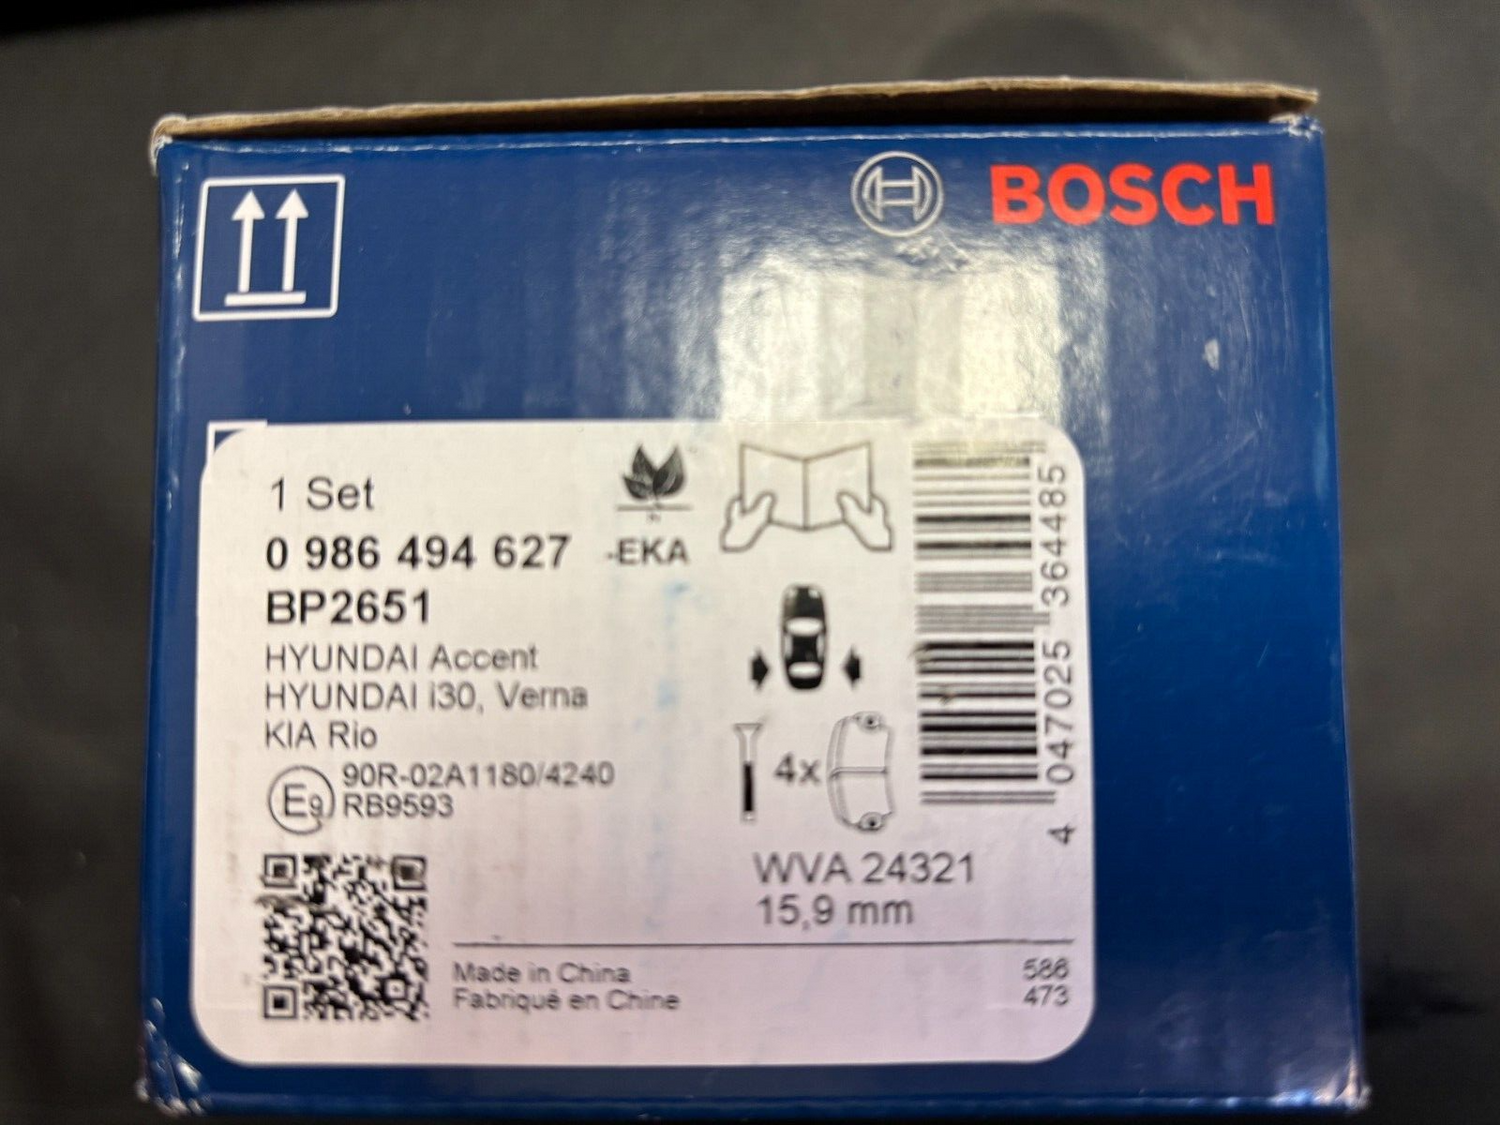 BOSCH
1 Set
0 986 494 627 -EKA
BP2651
HYUNDAI Accent
HYUNDAI i30, Verna
KIA Rio
E9 90R-02A1180/4240
RB9593
4x
WVA 24321
15,9 mm
Made in China
Fabriqué en Chine
586
473
4 047025 364485